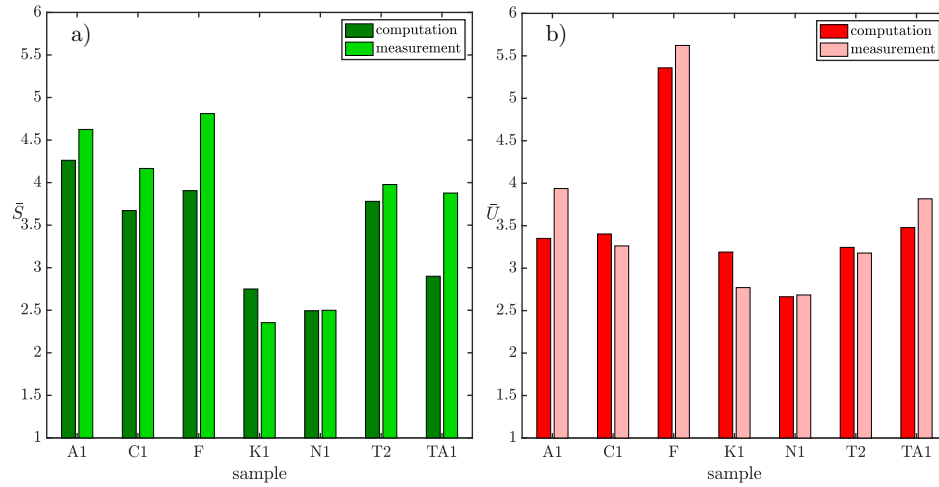 a)
computation
measurement
6
5.5
5
4.5
4
3.5
3
2.5
2
1.5
1
S̄
A1 C1 F K1 N1 T2 TA1
sample
b)
computation
measurement
6
5.5
5
4.5
4
3.5
3
2.5
2
1.5
1
Ū
A1 C1 F K1 N1 T2 TA1
sample